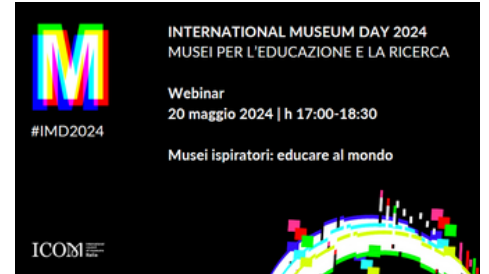 M
#IMD2024
INTERNATIONAL MUSEUM DAY 2024
MUSEI PER L'EDUCAZIONE E LA RICERCA
Webinar
20 maggio 2024 | h 17:00-18:30
Musei ispiratori: educare al mondo
ICOM
Italia